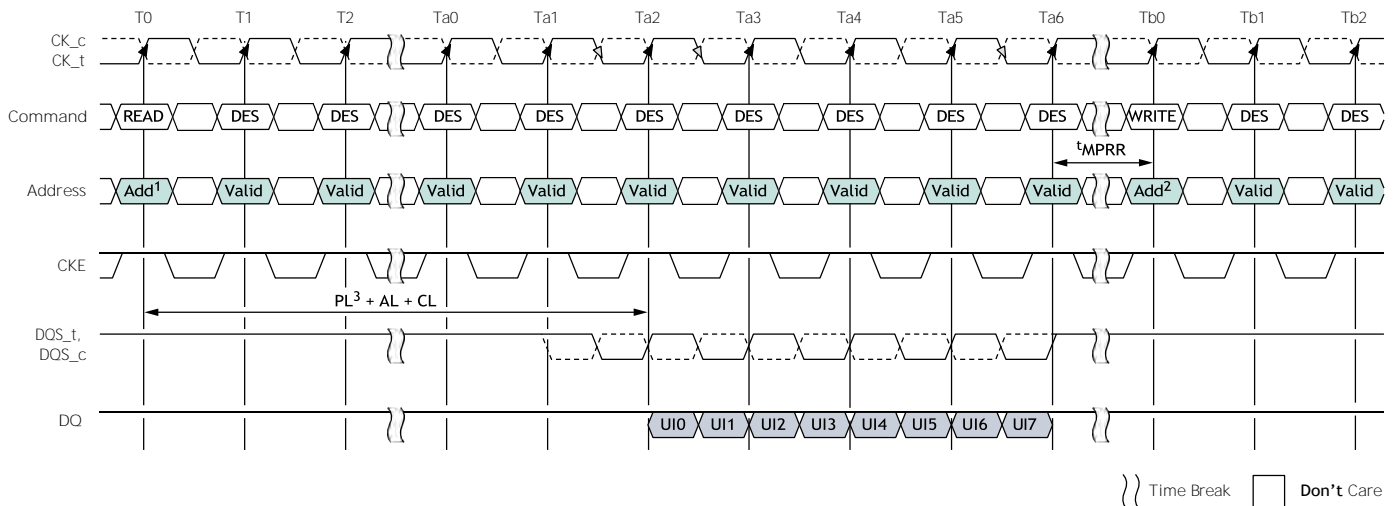 T0 T1 T2 Ta0 Ta1 Ta2 Ta3 Ta4 Ta5 Ta6 Tb0 Tb1 Tb2
CK_c
CK_t
Command READ DES DES DES DES DES DES DES DES DES WRITE DES DES
tMPRR
Address Add1 Valid Valid Valid Valid Valid Valid Valid Valid Valid Add2 Valid Valid
CKE
PL3 + AL + CL
DQS_t,
DQS_c
DQ UI0 UI1 UI2 UI3 UI4 UI5 UI6 UI7
Time Break Don't Care